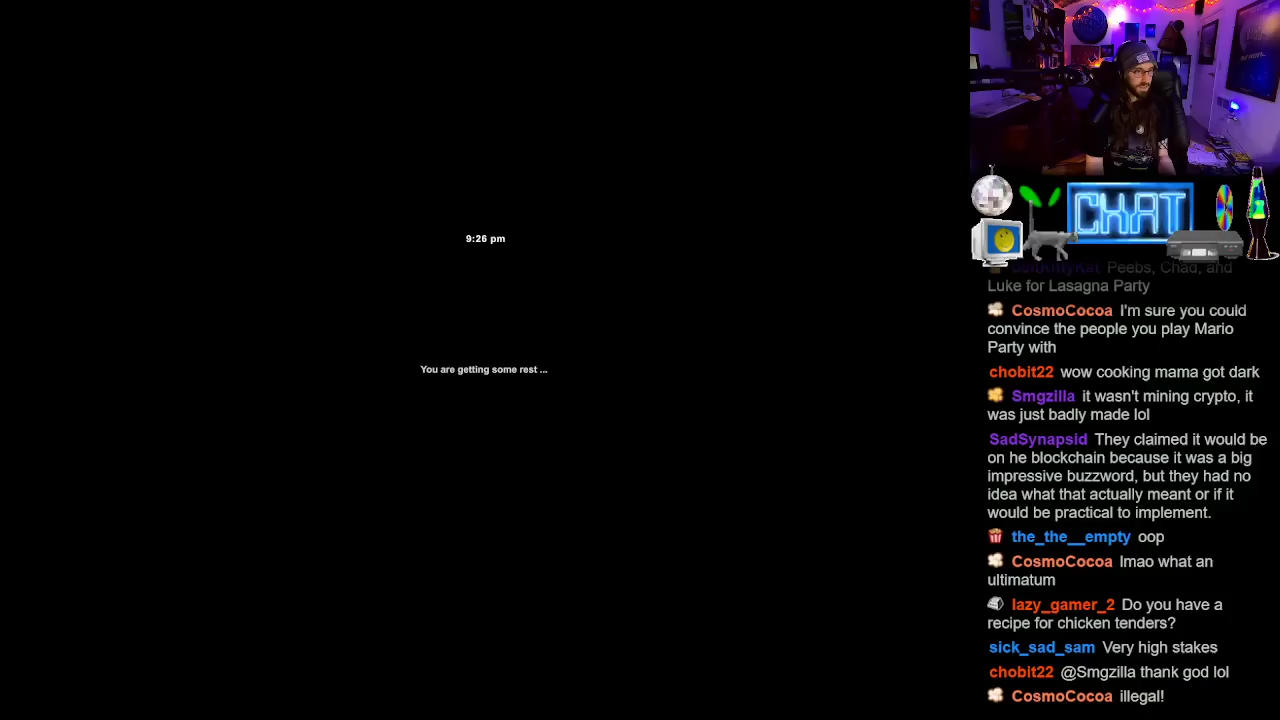 9:26 pm
You are getting some rest ...
CHAT
Peebs, Chad, and
Luke for Lasagna Party
CosmoCocoa I'm sure you could
convince the people you play Mario
Party with
chobit22 wow cooking mama got dark
Smgzilla it wasn't mining crypto, it
was just badly made lol
SadSynapsid They claimed it would be
on he blockchain because it was a big
impressive buzzword, but they had no
idea what that actually meant or if it
would be practical to implement.
the_the__empty oop
CosmoCocoa lmao what an
ultimatum
lazy_gamer_2 Do you have a
recipe for chicken tenders?
sick_sad_sam Very high stakes
chobit22 @Smgzilla thank god lol
CosmoCocoa illegal!